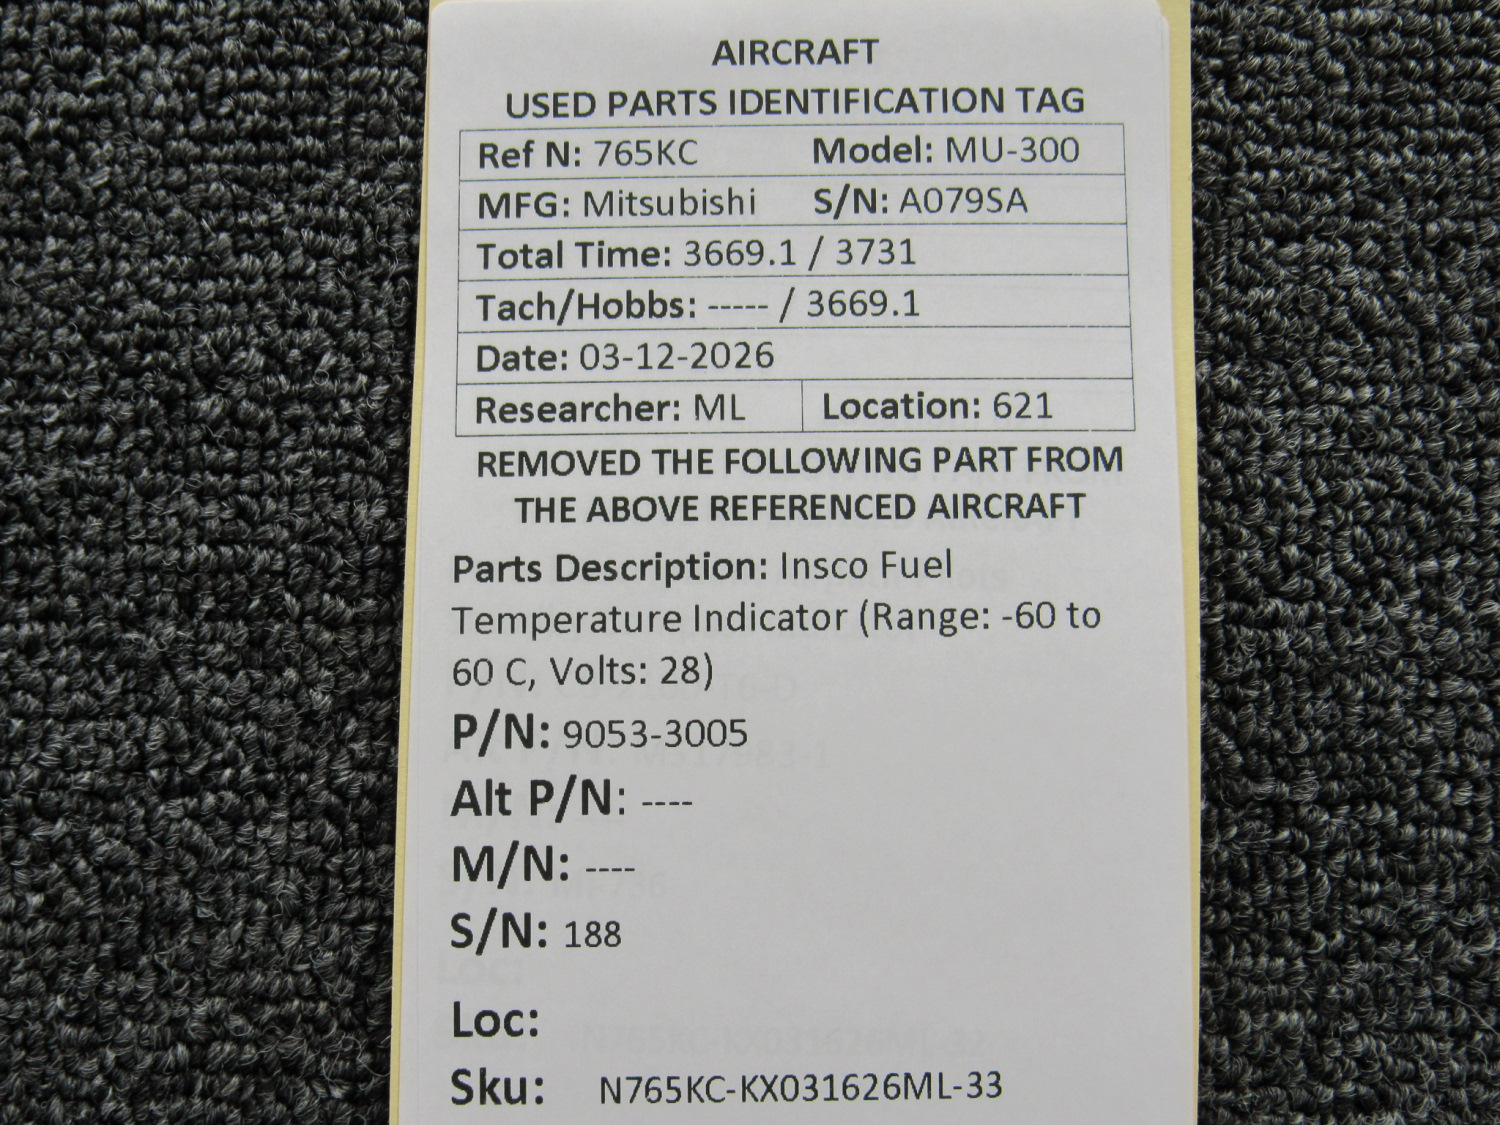 AIRCRAFT
USED PARTS IDENTIFICATION TAG
Ref N: 765KC Model: MU-300
MFG: Mitsubishi S/N: A079SA
Total Time: 3669.1 / 3731
Tach/Hobbs: ----- / 3669.1
Date: 03-12-2026
Researcher: ML Location: 621
REMOVED THE FOLLOWING PART FROM
THE ABOVE REFERENCED AIRCRAFT
Parts Description: Insco Fuel
Temperature Indicator (Range: -60 to
60 C, Volts: 28)
P/N: 9053-3005
Alt P/N: ----
M/N: ----
S/N: 188
Loc:
Sku: N765KC-KX031626ML-33